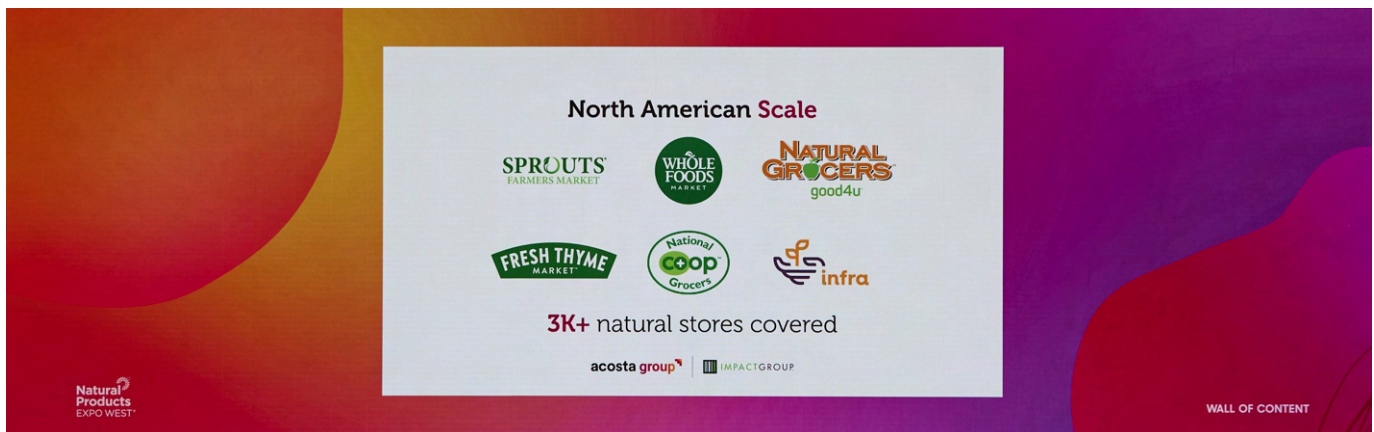 North American Scale
SPROUTS
FARMERS MARKET
WHOLE
FOODS
MARKET
NATURAL
GROCERS
good4u
FRESH THYME
MARKET
National
co+op
Grocers
infra
3K+ natural stores covered
acosta group
IMPACTGROUP
Natural
Products
EXPO WEST
WALL OF CONTENT